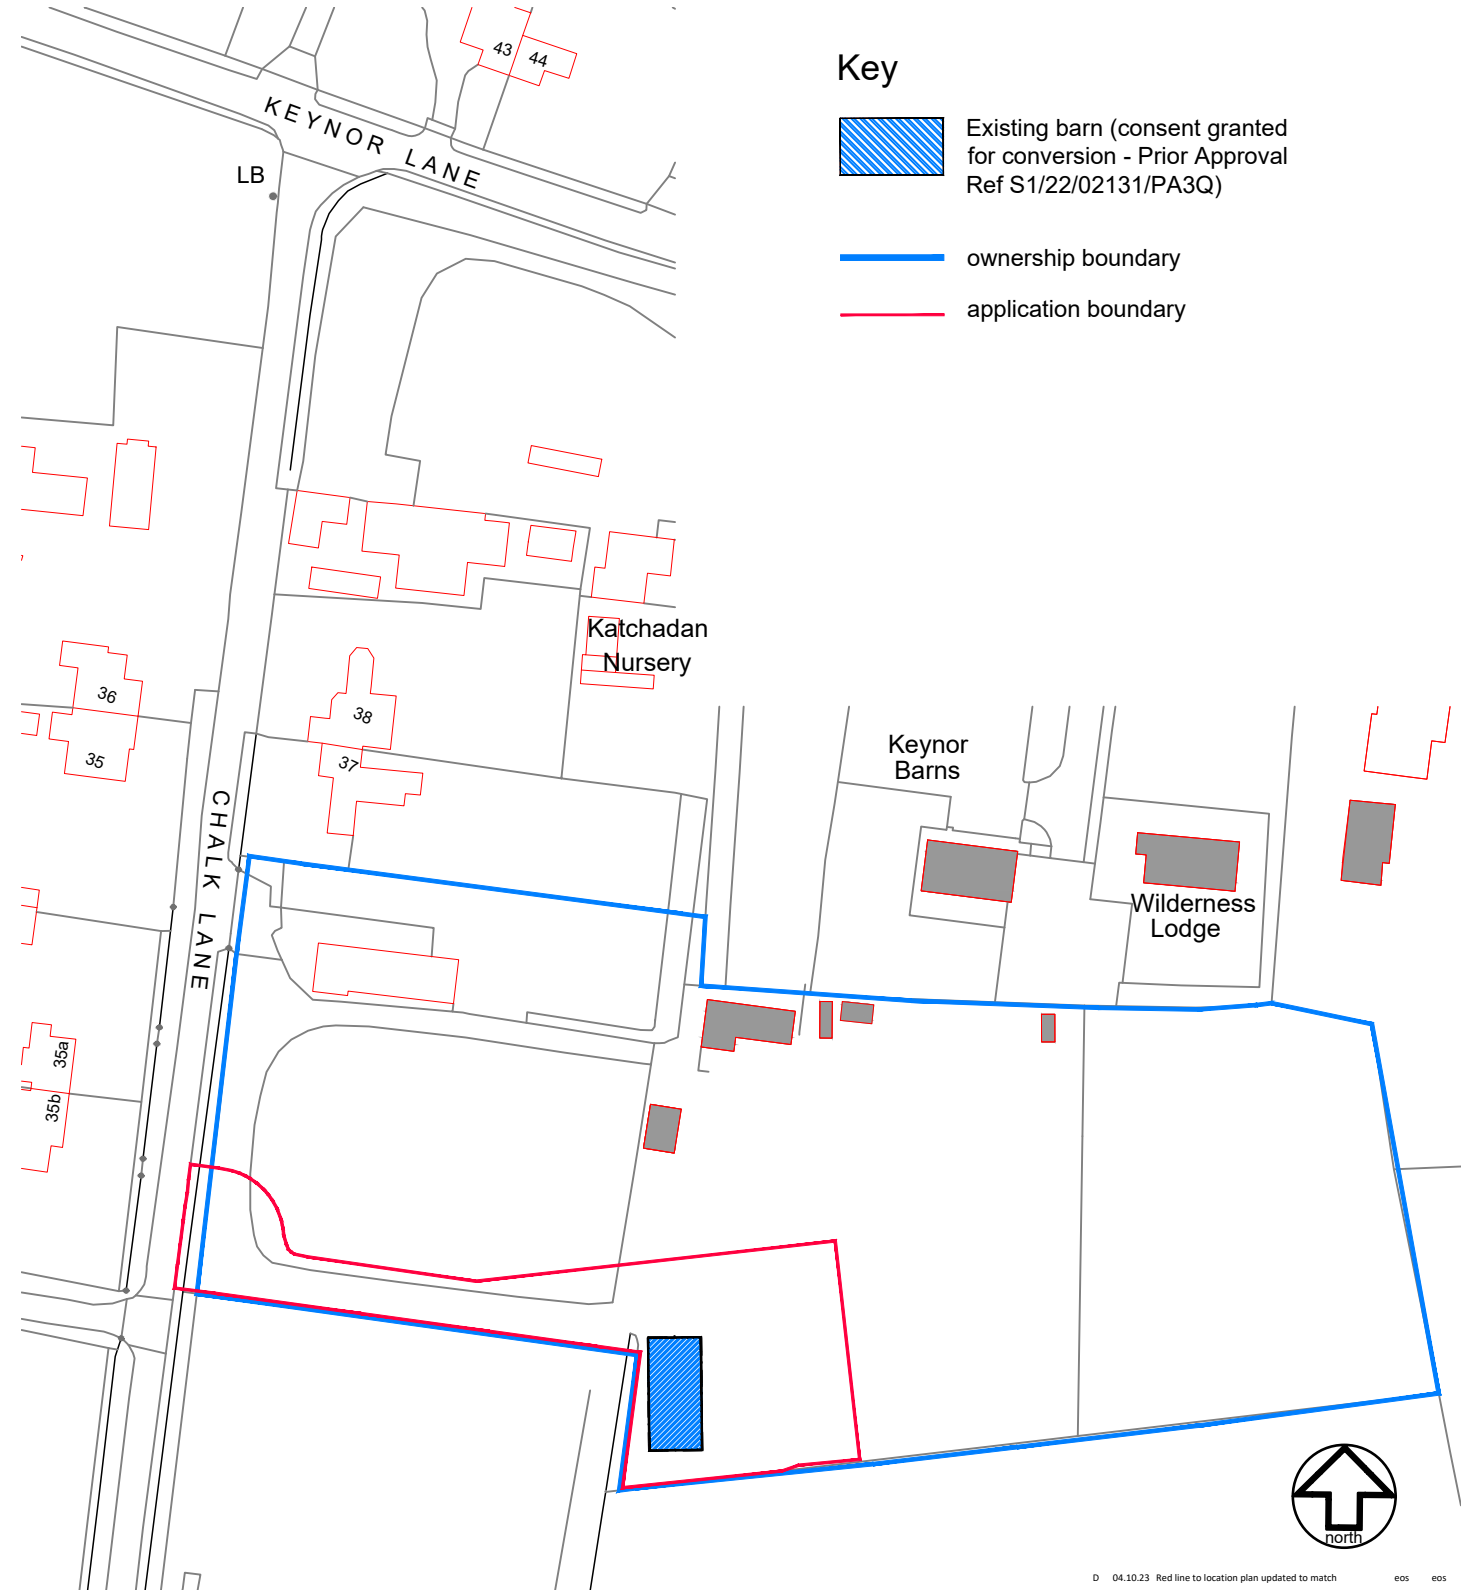 43
44
KEYNOR LANE
LB
Key
Existing barn (consent granted
for conversion - Prior Approval
Ref S1/22/02131/PA3Q)
ownership boundary
application boundary
Katchadan
Nursery
36
35
38
37
CHALK LANE
Keynor
Barns
Wilderness
Lodge
35a
35b
north
D 04.10.23 Red line to location plan updated to match eos eos